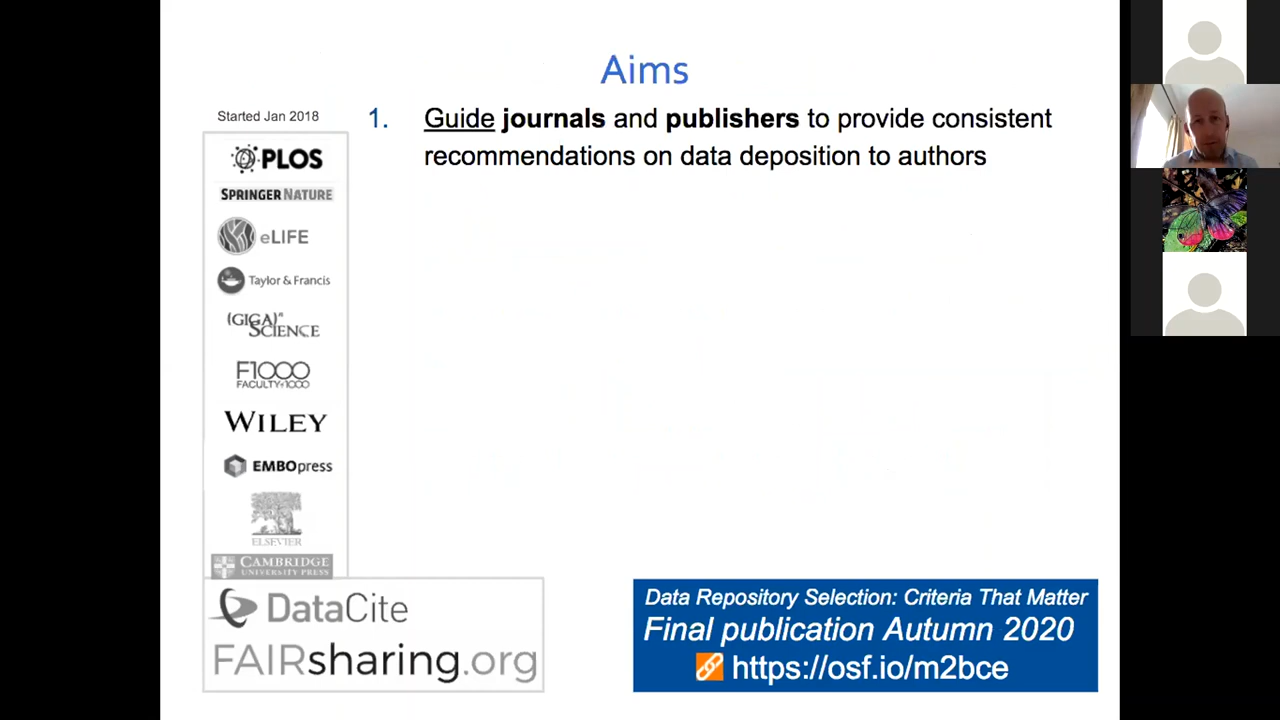 Aims
Started Jan 2018
1. Guide journals and publishers to provide consistent
recommendations on data deposition to authors
PLOS
SPRINGER NATURE
eLIFE
Taylor & Francis
(GIGA)n
SCIENCE
F1000
FACULTY of 1000
WILEY
EMBOpress
ELSEVIER
CAMBRIDGE
UNIVERSITY PRESS
DataCite
FAIRsharing.org
Data Repository Selection: Criteria That Matter
Final publication Autumn 2020
https://osf.io/m2bce